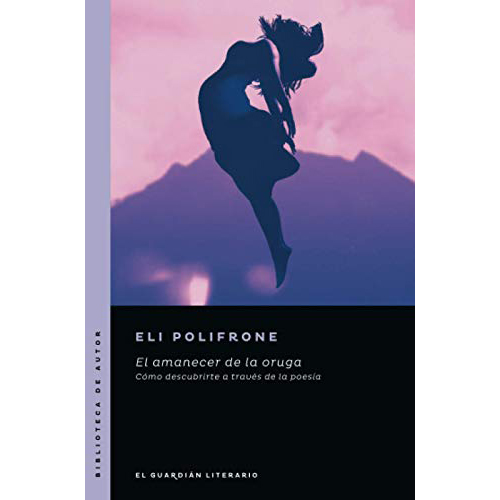 BIBLIOTECA DE AUTOR
ELI POLIFRONE
El amanecer de la oruga
Cómo descubrirte a través de la poesía
EL GUARDIÁN LITERARIO